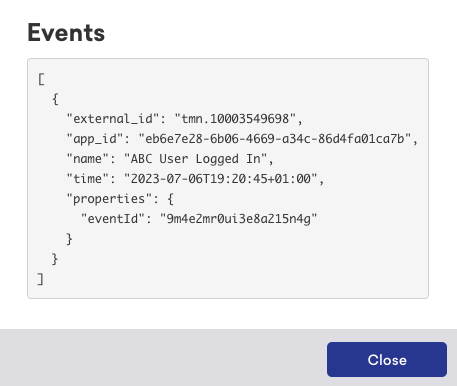 Events
[
  {
    "external_id": "tmn.10003549698",
    "app_id": "eb6e7e28-6b06-4669-a34c-86d4fa01ca7b",
    "name": "ABC User Logged In",
    "time": "2023-07-06T19:20:45+01:00",
    "properties": {
      "eventId": "9m4e2mr0ui3e8a215n4g"
    }
  }
]
Close